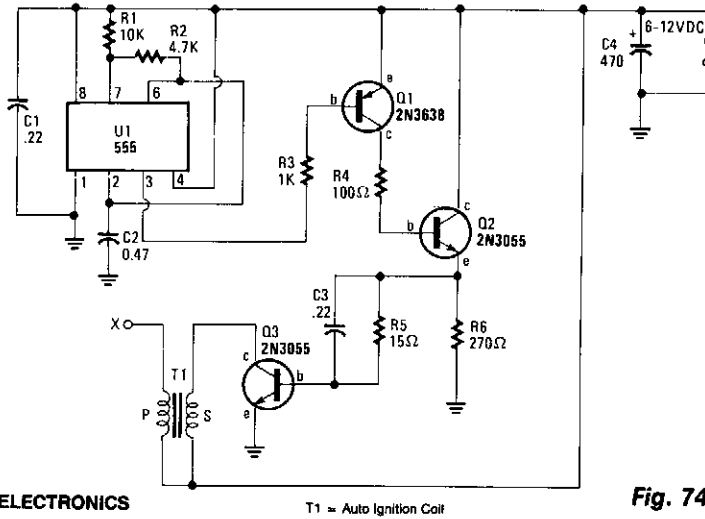 R1
10K
R2
4.7K
6-12VDC
+
C4
470
8
7
6
e
C1
.22
U1
555
b
Q1
2N3638
c
R3
1K
R4
100Ω
1
2
3
4
c
b
Q2
2N3055
e
C2
0.47
C3
.22
R5
15Ω
R6
270Ω
X
Q3
2N3055
c
b
T1
P
S
e
ELECTRONICS
T1 = Auto Ignition Coil
Fig. 74